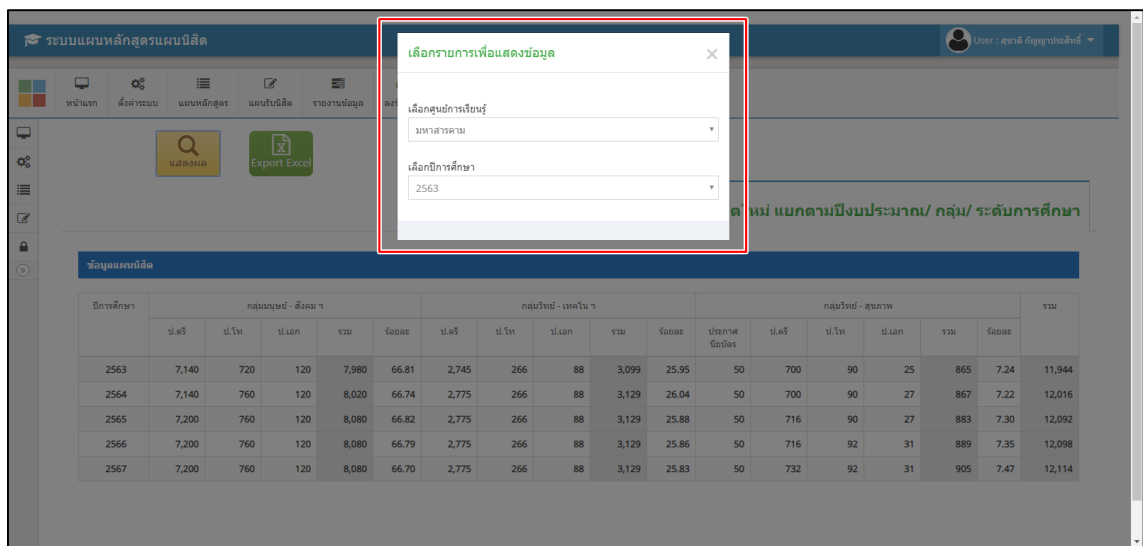 ระบบแผนหลักสูตรแผนนิสิต
User : สุชาติ กัญญาประสิทธิ์
หน้าแรก ตั้งค่าระบบ แผนหลักสูตร แผนรับนิสิต รายงานข้อมูล
เลือกรายการเพื่อแสดงข้อมูล
เลือกศูนย์การเรียนรู้
มหาสารคาม
เลือกปีการศึกษา
2563
แสดงผล Export Excel
ใหม่ แยกตามปีงบประมาณ/ กลุ่ม/ ระดับการศึกษา
ข้อมูลแผนนิสิต
ปีการศึกษา กลุ่มมนุษย์ - สังคม ฯ กลุ่มวิทย์ - เทคโน ฯ กลุ่มวิทย์ - สุขภาพ รวม
ป.ตรี ป.โท ป.เอก รวม ร้อยละ ป.ตรี ป.โท ป.เอก รวม ร้อยละ ประกาศ ป.ตรี ป.โท ป.เอก รวม ร้อยละ
นียบัตร
2563 7,140 720 120 7,980 66.81 2,745 266 88 3,099 25.95 50 700 90 25 865 7.24 11,944
2564 7,140 760 120 8,020 66.74 2,775 266 88 3,129 26.04 50 700 90 27 867 7.22 12,016
2565 7,200 760 120 8,080 66.82 2,775 266 88 3,129 25.88 50 716 90 27 883 7.30 12,092
2566 7,200 760 120 8,080 66.79 2,775 266 88 3,129 25.86 50 716 92 31 889 7.35 12,098
2567 7,200 760 120 8,080 66.70 2,775 266 88 3,129 25.83 50 732 92 31 905 7.47 12,114